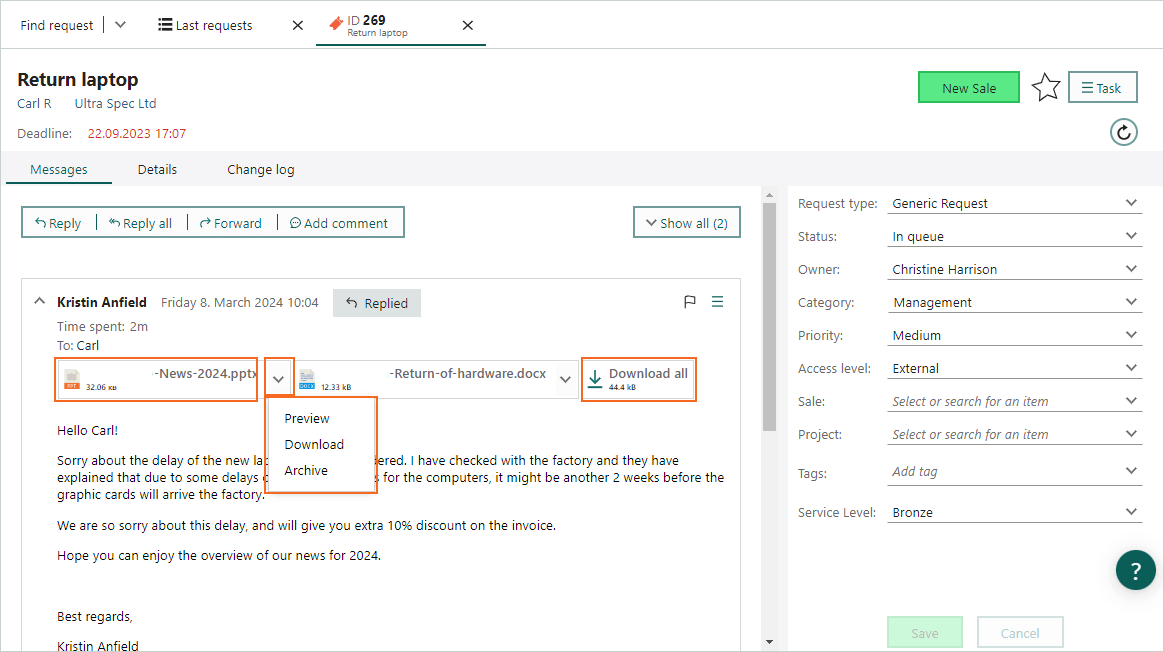 Find request
Last requests
ID 269
Return laptop
Return laptop
Carl R Ultra Spec Ltd
Deadline: 22.09.2023 17:07
New Sale
Task
Messages Details Change log
Reply Reply all Forward Add comment
Show all (2)
Kristin Anfield Friday 8. March 2024 10:04 Replied
Time spent: 2m
To: Carl
PPT
-News-2024.pptx
32.06 KB
DOCX
-Return-of-hardware.docx
12.33 kB
Download all
44.4 kB
Preview
Download
Archive
Hello Carl!
Sorry about the delay of the new dered. I have checked with the factory and they have
explained that due to some delays for the computers, it might be another 2 weeks before the
graphic cards will arrive the factory.
We are so sorry about this delay, and will give you extra 10% discount on the invoice.
Hope you can enjoy the overview of our news for 2024.
Best regards,
Kristin Anfield
Request type: Generic Request
Status: In queue
Owner: Christine Harrison
Category: Management
Priority: Medium
Access level: External
Sale: Select or search for an item
Project: Select or search for an item
Tags: Add tag
Service Level: Bronze
?
Save Cancel